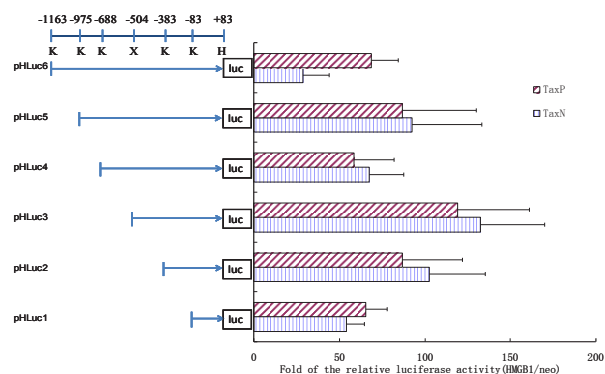 -1163 -975 -688 -504 -383 -83 +83
K K K X K K H
pHLuc6 luc
pHLuc5 luc
pHLuc4 luc
pHLuc3 luc
pHLuc2 luc
pHLuc1 luc
TaxP
TaxN
0 50 100 150 200
Fold of the relative luciferase activity(HMGB1/neo)